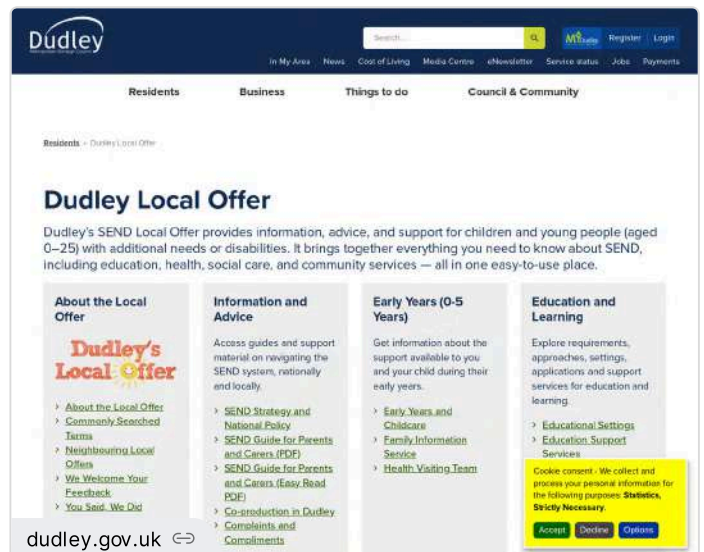 Dudley
Search...
My Dudley
Register
Login
In My Area
News
Cost of Living
Media Centre
eNewsletter
Service status
Jobs
Payments
Residents
Business
Things to do
Council & Community
Residents » Dudley Local Offer
Dudley Local Offer
Dudley's SEND Local Offer provides information, advice, and support for children and young people (aged
0–25) with additional needs or disabilities. It brings together everything you need to know about SEND,
including education, health, social care, and community services — all in one easy-to-use place.
About the Local
Offer
Dudley's
Local Offer
> About the Local Offer
> Commonly Searched
Terms
> Neighbouring Local
Offers
> We Welcome Your
Feedback
> You Said, We Did
Information and
Advice
Access guides and support
material on navigating the
SEND system, nationally
and locally.
> SEND Strategy and
National Policy
> SEND Guide for Parents
and Carers (PDF)
> SEND Guide for Parents
and Carers (Easy Read
PDF)
> Co-production in Dudley
> Complaints and
Compliments
Early Years (0-5
Years)
Get information about the
support available to you
and your child during their
early years.
> Early Years and
Childcare
> Family Information
Service
> Health Visiting Team
Education and
Learning
Explore requirements,
approaches, settings,
applications and support
services for education and
learning.
> Educational Settings
> Education Support
Services
Cookie consent - We collect and
process your personal information for
the following purposes: Statistics,
Strictly Necessary.
Accept
Decline
Options
dudley.gov.uk